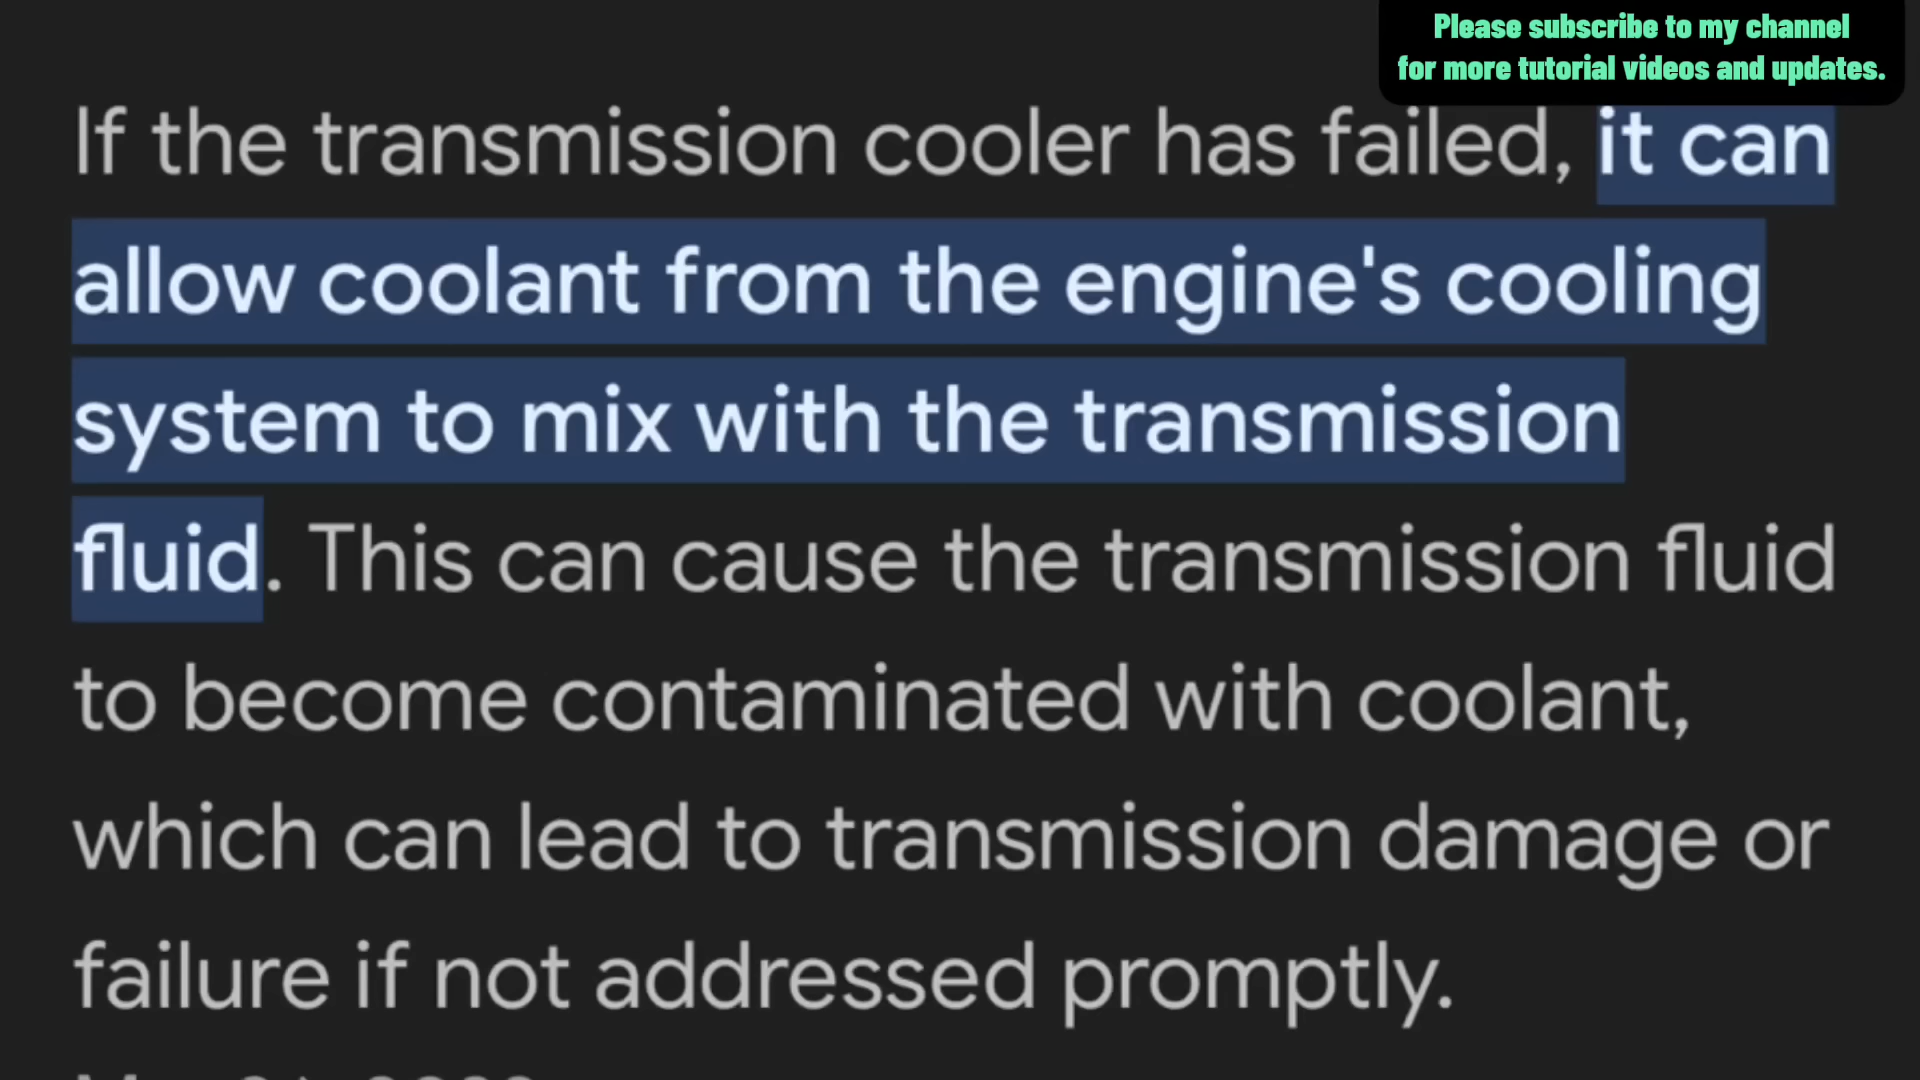 Please subscribe to my channel
for more tutorial videos and updates.
If the transmission cooler has failed, it can
allow coolant from the engine's cooling
system to mix with the transmission
fluid. This can cause the transmission fluid
to become contaminated with coolant,
which can lead to transmission damage or
failure if not addressed promptly.